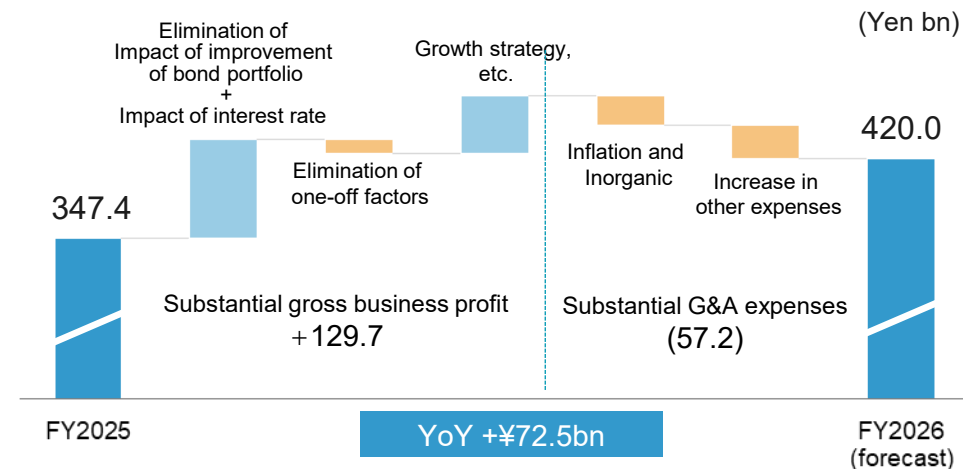 (Yen bn)
Elimination of
Impact of improvement
of bond portfolio
+
Impact of interest rate
Growth strategy,
etc.
Elimination of
one-off factors
Inflation and
Inorganic
Increase in
other expenses
347.4
420.0
Substantial gross business profit
+129.7
Substantial G&A expenses
(57.2)
FY2025
YoY +¥72.5bn
FY2026
(forecast)